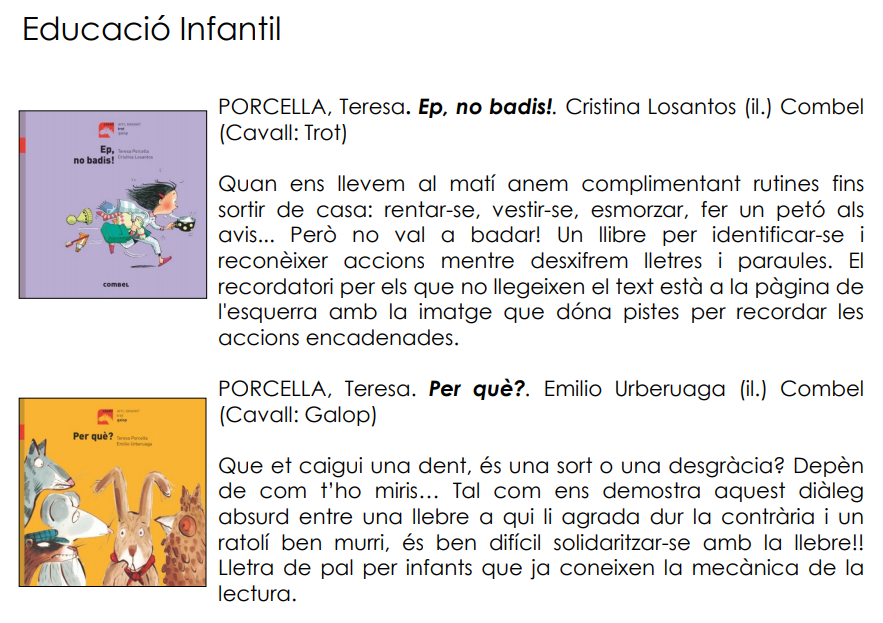 Educació Infantil
PORCELLA, Teresa. Ep, no badis!. Cristina Losantos (il.) Combel
(Cavall: Trot)
Ep,
no badis!
Teresa Porcella
Cristina Losantos
COMBEL
Quan ens llevem al matí anem complimentant rutines fins
sortir de casa: rentar-se, vestir-se, esmorzar, fer un petó als
avis... Però no val a badar! Un llibre per identificar-se i
reconèixer accions mentre desxifrem lletres i paraules. El
recordatori per els que no llegeixen el text està a la pàgina de
l'esquerra amb la imatge que dóna pistes per recordar les
accions encadenades.
PORCELLA, Teresa. Per què?. Emilio Urberuaga (il.) Combel
(Cavall: Galop)
Per què?
Teresa Porcella
Emilio Urberuaga
Que et caigui una dent, és una sort o una desgràcia? Depèn
de com t’ho miris… Tal com ens demostra aquest diàleg
absurd entre una llebre a qui li agrada dur la contrària i un
ratolí ben murri, és ben difícil solidaritzar-se amb la llebre!!
Lletra de pal per infants que ja coneixen la mecànica de la
lectura.